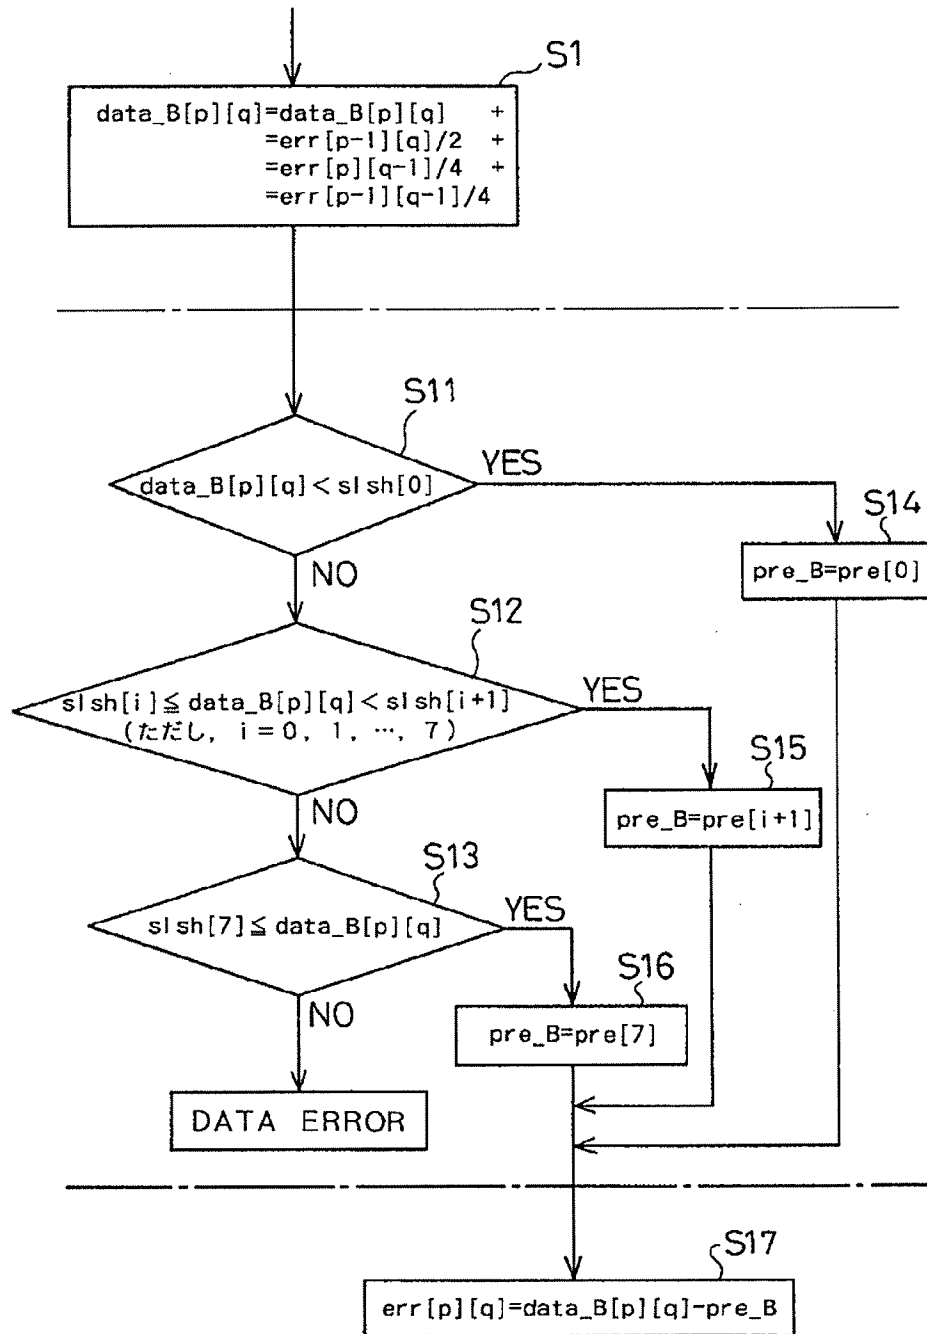 S1
data_B[p][q]=data_B[p][q] +
=err[p-1][q]/2 +
=err[p][q-1]/4 +
=err[p-1][q-1]/4
S11
data_B[p][q]<slsh[0]
YES
NO
S14
pre_B=pre[0]
S12
slsh[i]≦data_B[p][q]<slsh[i+1]
(ただし, i=0, 1, …, 7)
YES
NO
S15
pre_B=pre[i+1]
S13
slsh[7]≦data_B[p][q]
YES
NO
S16
pre_B=pre[7]
DATA ERROR
S17
err[p][q]=data_B[p][q]-pre_B